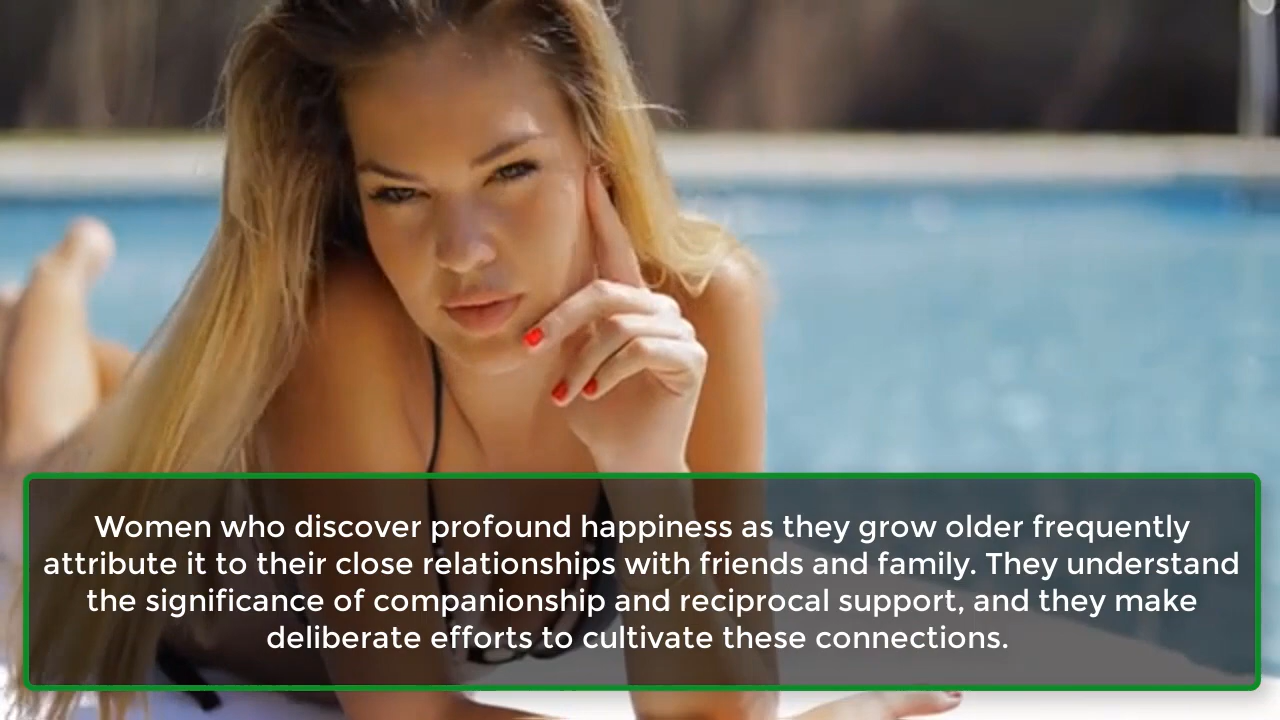 Women who discover profound happiness as they grow older frequently
attribute it to their close relationships with friends and family. They understand
the significance of companionship and reciprocal support, and they make
deliberate efforts to cultivate these connections.